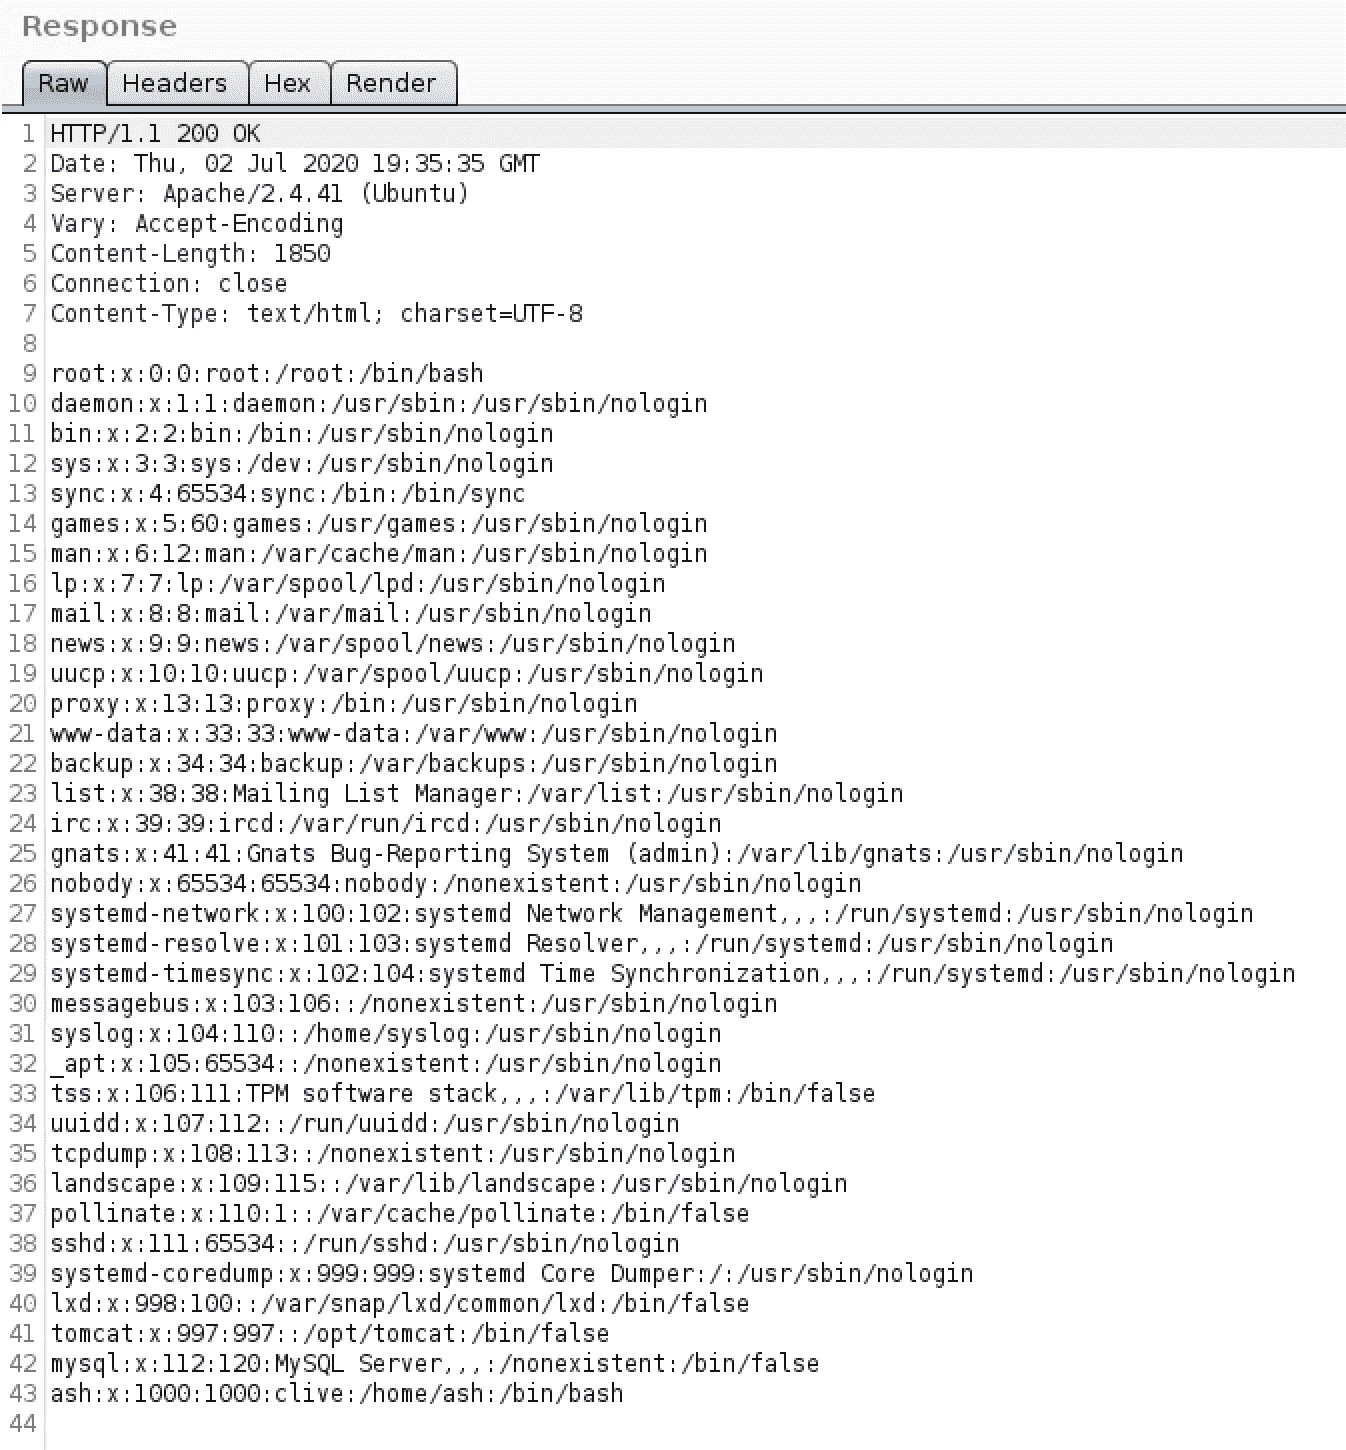 Response
Raw Headers Hex Render
1 HTTP/1.1 200 OK
2 Date: Thu, 02 Jul 2020 19:35:35 GMT
3 Server: Apache/2.4.41 (Ubuntu)
4 Vary: Accept-Encoding
5 Content-Length: 1850
6 Connection: close
7 Content-Type: text/html; charset=UTF-8
8
9 root:x:0:0:root:/root:/bin/bash
10 daemon:x:1:1:daemon:/usr/sbin:/usr/sbin/nologin
11 bin:x:2:2:bin:/bin:/usr/sbin/nologin
12 sys:x:3:3:sys:/dev:/usr/sbin/nologin
13 sync:x:4:65534:sync:/bin:/bin/sync
14 games:x:5:60:games:/usr/games:/usr/sbin/nologin
15 man:x:6:12:man:/var/cache/man:/usr/sbin/nologin
16 lp:x:7:7:lp:/var/spool/lpd:/usr/sbin/nologin
17 mail:x:8:8:mail:/var/mail:/usr/sbin/nologin
18 news:x:9:9:news:/var/spool/news:/usr/sbin/nologin
19 uucp:x:10:10:uucp:/var/spool/uucp:/usr/sbin/nologin
20 proxy:x:13:13:proxy:/bin:/usr/sbin/nologin
21 www-data:x:33:33:www-data:/var/www:/usr/sbin/nologin
22 backup:x:34:34:backup:/var/backups:/usr/sbin/nologin
23 list:x:38:38:Mailing List Manager:/var/list:/usr/sbin/nologin
24 irc:x:39:39:ircd:/var/run/ircd:/usr/sbin/nologin
25 gnats:x:41:41:Gnats Bug-Reporting System (admin):/var/lib/gnats:/usr/sbin/nologin
26 nobody:x:65534:65534:nobody:/nonexistent:/usr/sbin/nologin
27 systemd-network:x:100:102:systemd Network Management,,,:/run/systemd:/usr/sbin/nologin
28 systemd-resolve:x:101:103:systemd Resolver,,,:/run/systemd:/usr/sbin/nologin
29 systemd-timesync:x:102:104:systemd Time Synchronization,,,:/run/systemd:/usr/sbin/nologin
30 messagebus:x:103:106::/nonexistent:/usr/sbin/nologin
31 syslog:x:104:110::/home/syslog:/usr/sbin/nologin
32 _apt:x:105:65534::/nonexistent:/usr/sbin/nologin
33 tss:x:106:111:TPM software stack,,,:/var/lib/tpm:/bin/false
34 uuidd:x:107:112::/run/uuidd:/usr/sbin/nologin
35 tcpdump:x:108:113::/nonexistent:/usr/sbin/nologin
36 landscape:x:109:115::/var/lib/landscape:/usr/sbin/nologin
37 pollinate:x:110:1::/var/cache/pollinate:/bin/false
38 sshd:x:111:65534::/run/sshd:/usr/sbin/nologin
39 systemd-coredump:x:999:999:systemd Core Dumper:/:/usr/sbin/nologin
40 lxd:x:998:100::/var/snap/lxd/common/lxd:/bin/false
41 tomcat:x:997:997::/opt/tomcat:/bin/false
42 mysql:x:112:120:MySQL Server,,,:/nonexistent:/bin/false
43 ash:x:1000:1000:clive:/home/ash:/bin/bash
44